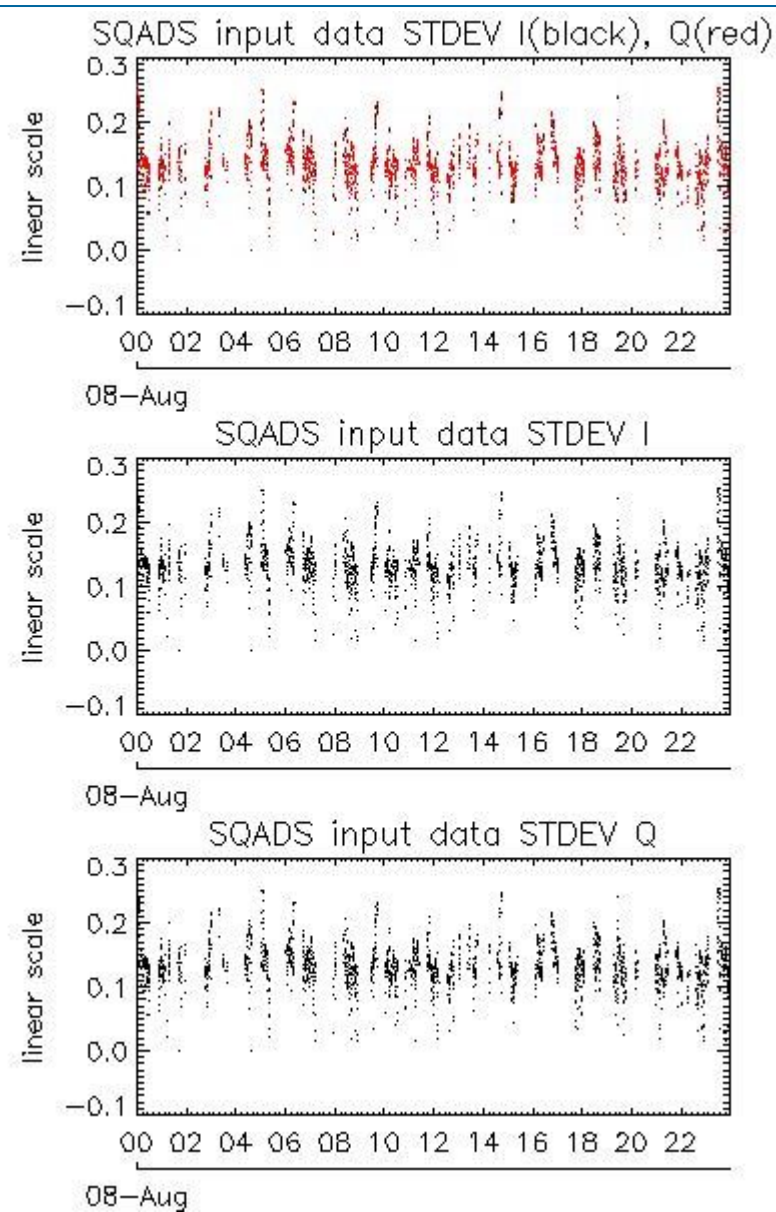 SQADS input data STDEV I(black), Q(red)
0.3
0.2
0.1
0.0
−0.1
linear scale
00 02 04 06 08 10 12 14 16 18 20 22
08−Aug
SQADS input data STDEV I
0.3
0.2
0.1
0.0
−0.1
linear scale
00 02 04 06 08 10 12 14 16 18 20 22
08−Aug
SQADS input data STDEV Q
0.3
0.2
0.1
0.0
−0.1
linear scale
00 02 04 06 08 10 12 14 16 18 20 22
08−Aug